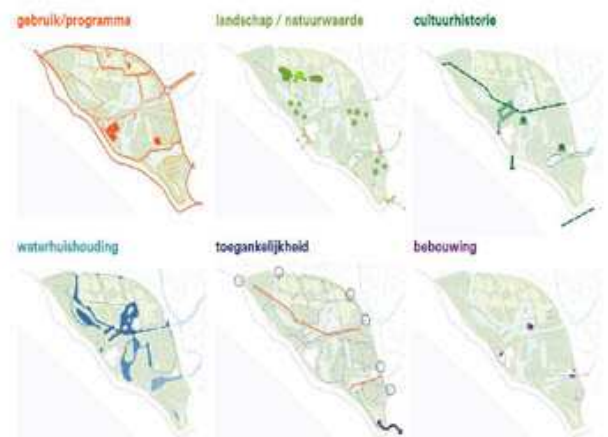 gebruik/programma
landschap / natuurwaarde
cultuurhistorie
waterhuishouding
toegankelijkheid
bebouwing